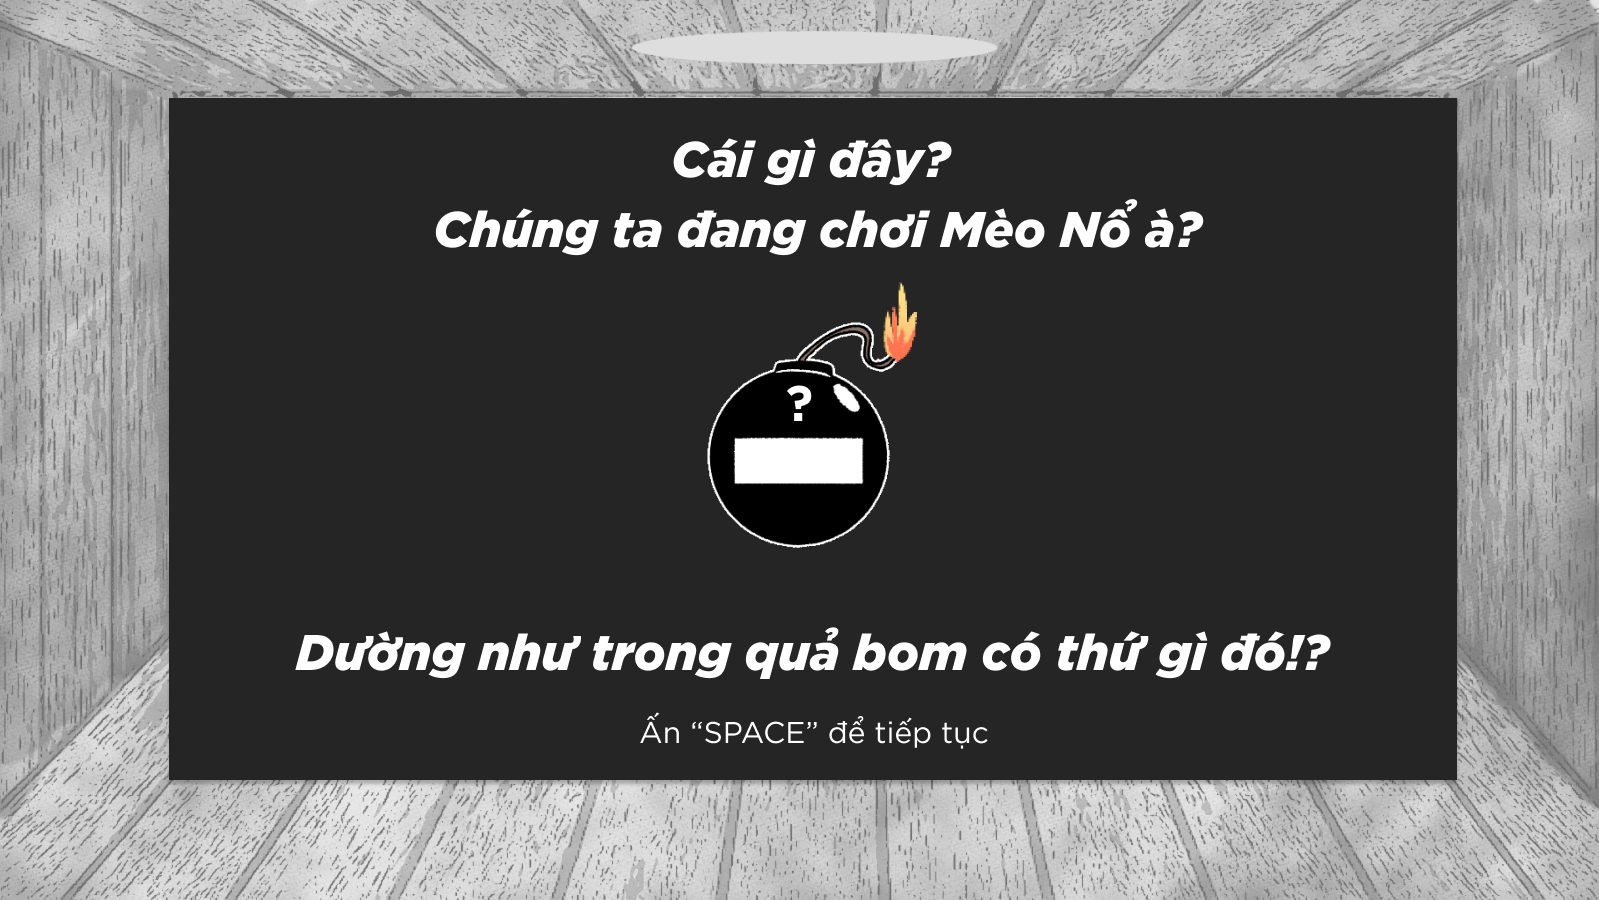 Cái gì đây?
Chúng ta đang chơi Mèo Nổ à?
?
Dường như trong quả bom có thứ gì đó!?
Ấn “SPACE” để tiếp tục